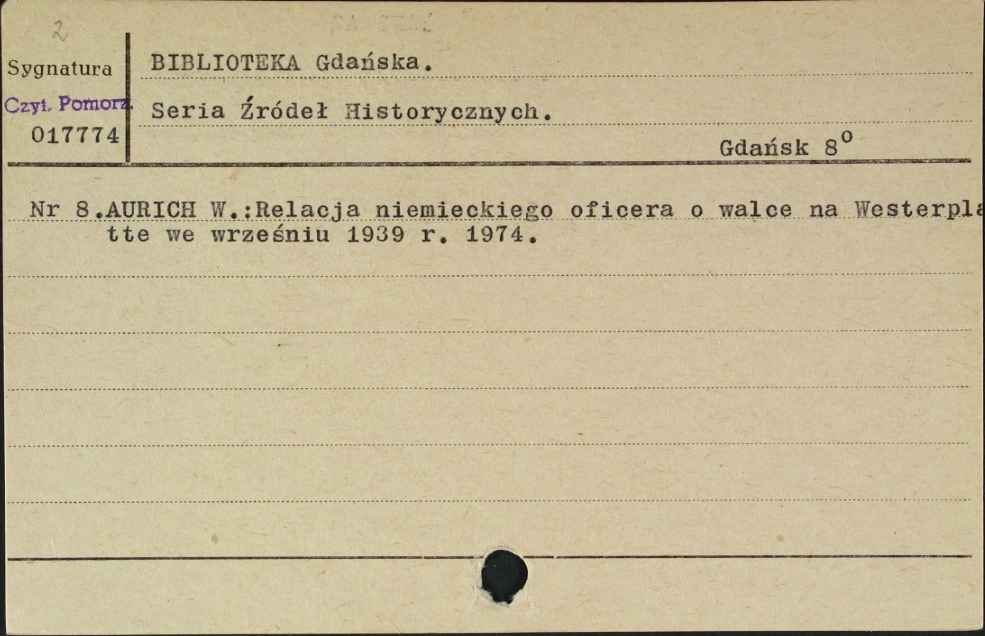 2
Sygnatura
BIBLIOTEKA Gdańska.
Czyt. Pomorz.
Seria Źródeł Historycznych.
017774
Gdańsk 8⁰
Nr 8.AURICH W.:Relacja niemieckiego oficera o walce na Westerpla
tte we wrześniu 1939 r. 1974.